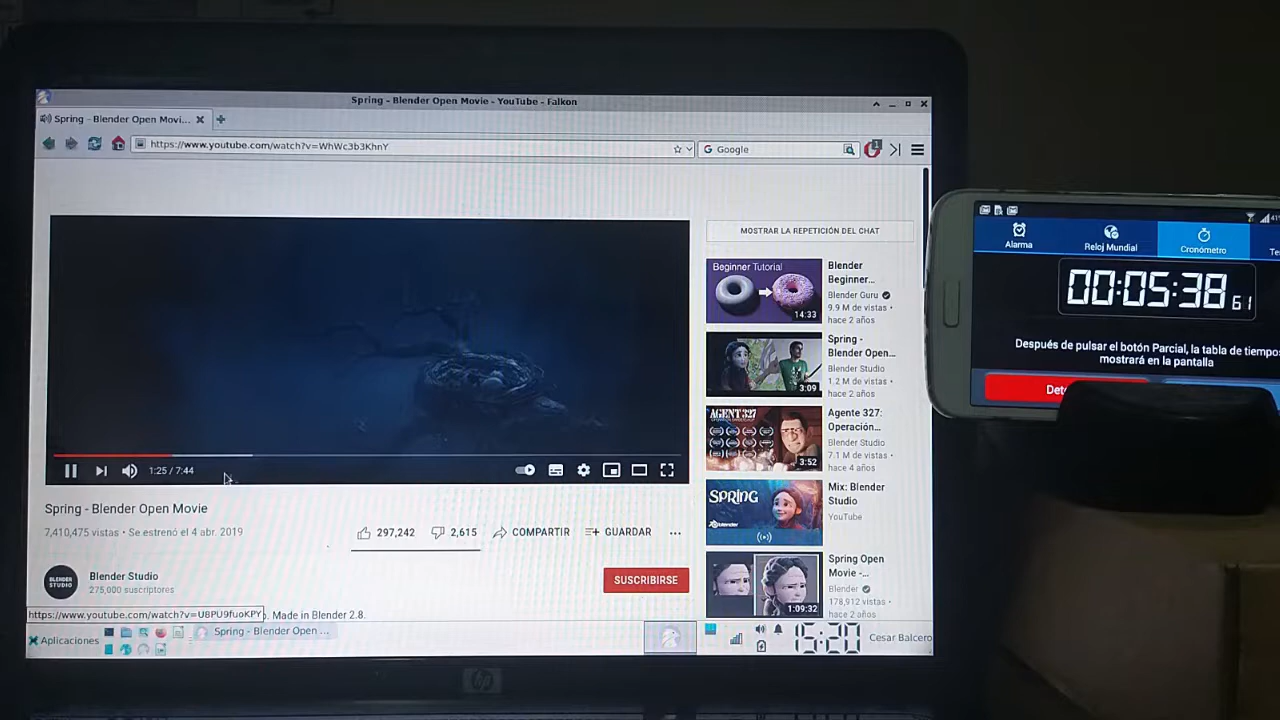 Spring - Blender Open Movie - YouTube - Falkon
Spring - Blender Open Movi...
https://www.youtube.com/watch?v=WhWc3b3KhnY
Google
1
MOSTRAR LA REPETICIÓN DEL CHAT
Beginner Tutorial
14:33
Blender
Beginner...
Blender Guru
9.9 M de vistas •
hace 2 años
3:09
Spring -
Blender Open...
Blender Studio
1.2 M de vistas •
hace 2 años
AGENT 327
3:52
Agente 327:
Operación...
Blender Studio
7.1 M de vistas •
hace 4 años
SPRING
blender
Mix: Blender
Studio
YouTube
1:09:32
Spring Open
Movie -...
Blender
178,912 vistas •
hace 2 años
1:25 / 7:44
Spring - Blender Open Movie
7,410,475 vistas • Se estrenó el 4 abr. 2019
297,242
2,615
COMPARTIR
GUARDAR
BLENDER
STUDIO
Blender Studio
275,000 suscriptores
SUSCRIBIRSE
https://www.youtube.com/watch?v=U8PU9fuoKPY
. Made in Blender 2.8.
Aplicaciones
Spring - Blender Open ...
15:20
Cesar Balcero
hp
41%
Alarma
Reloj Mundial
Cronómetro
Te
00:05:38 61
Después de pulsar el botón Parcial, la tabla de tiempos
mostrará en la pantalla
Dete